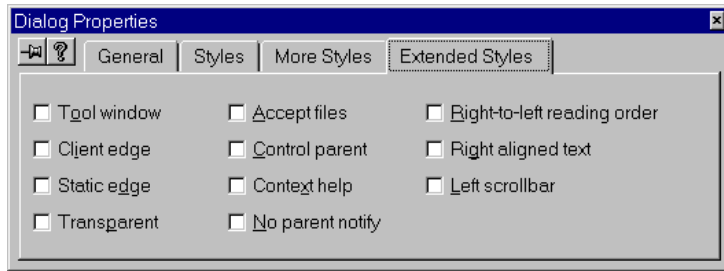 Dialog Properties
? General Styles More Styles Extended Styles
Tool window Accept files Right-to-left reading order
Client edge Control parent Right aligned text
Static edge Context help Left scrollbar
Transparent No parent notify